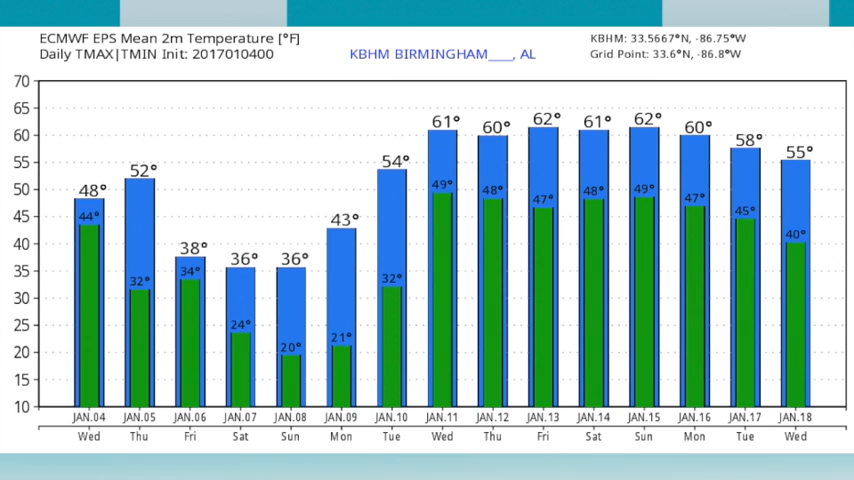 ECMWF EPS Mean 2m Temperature [°F]
Daily TMAX|TMIN Init: 2017010400
KBHM BIRMINGHAM___, AL
KBHM: 33.5667°N, -86.75°W
Grid Point: 33.6°N, -86.8°W
70
65
60
55
50
45
40
35
30
25
20
15
10
48° 52° 38° 36° 36° 43° 54° 61° 60° 62° 61° 62° 60° 58° 55°
44° 32° 34° 24° 20° 21° 32° 49° 48° 47° 48° 49° 47° 45° 40°
JAN.04 JAN.05 JAN.06 JAN.07 JAN.08 JAN.09 JAN.10 JAN.11 JAN.12 JAN.13 JAN.14 JAN.15 JAN.16 JAN.17 JAN.18
Wed Thu Fri Sat Sun Mon Tue Wed Thu Fri Sat Sun Mon Tue Wed